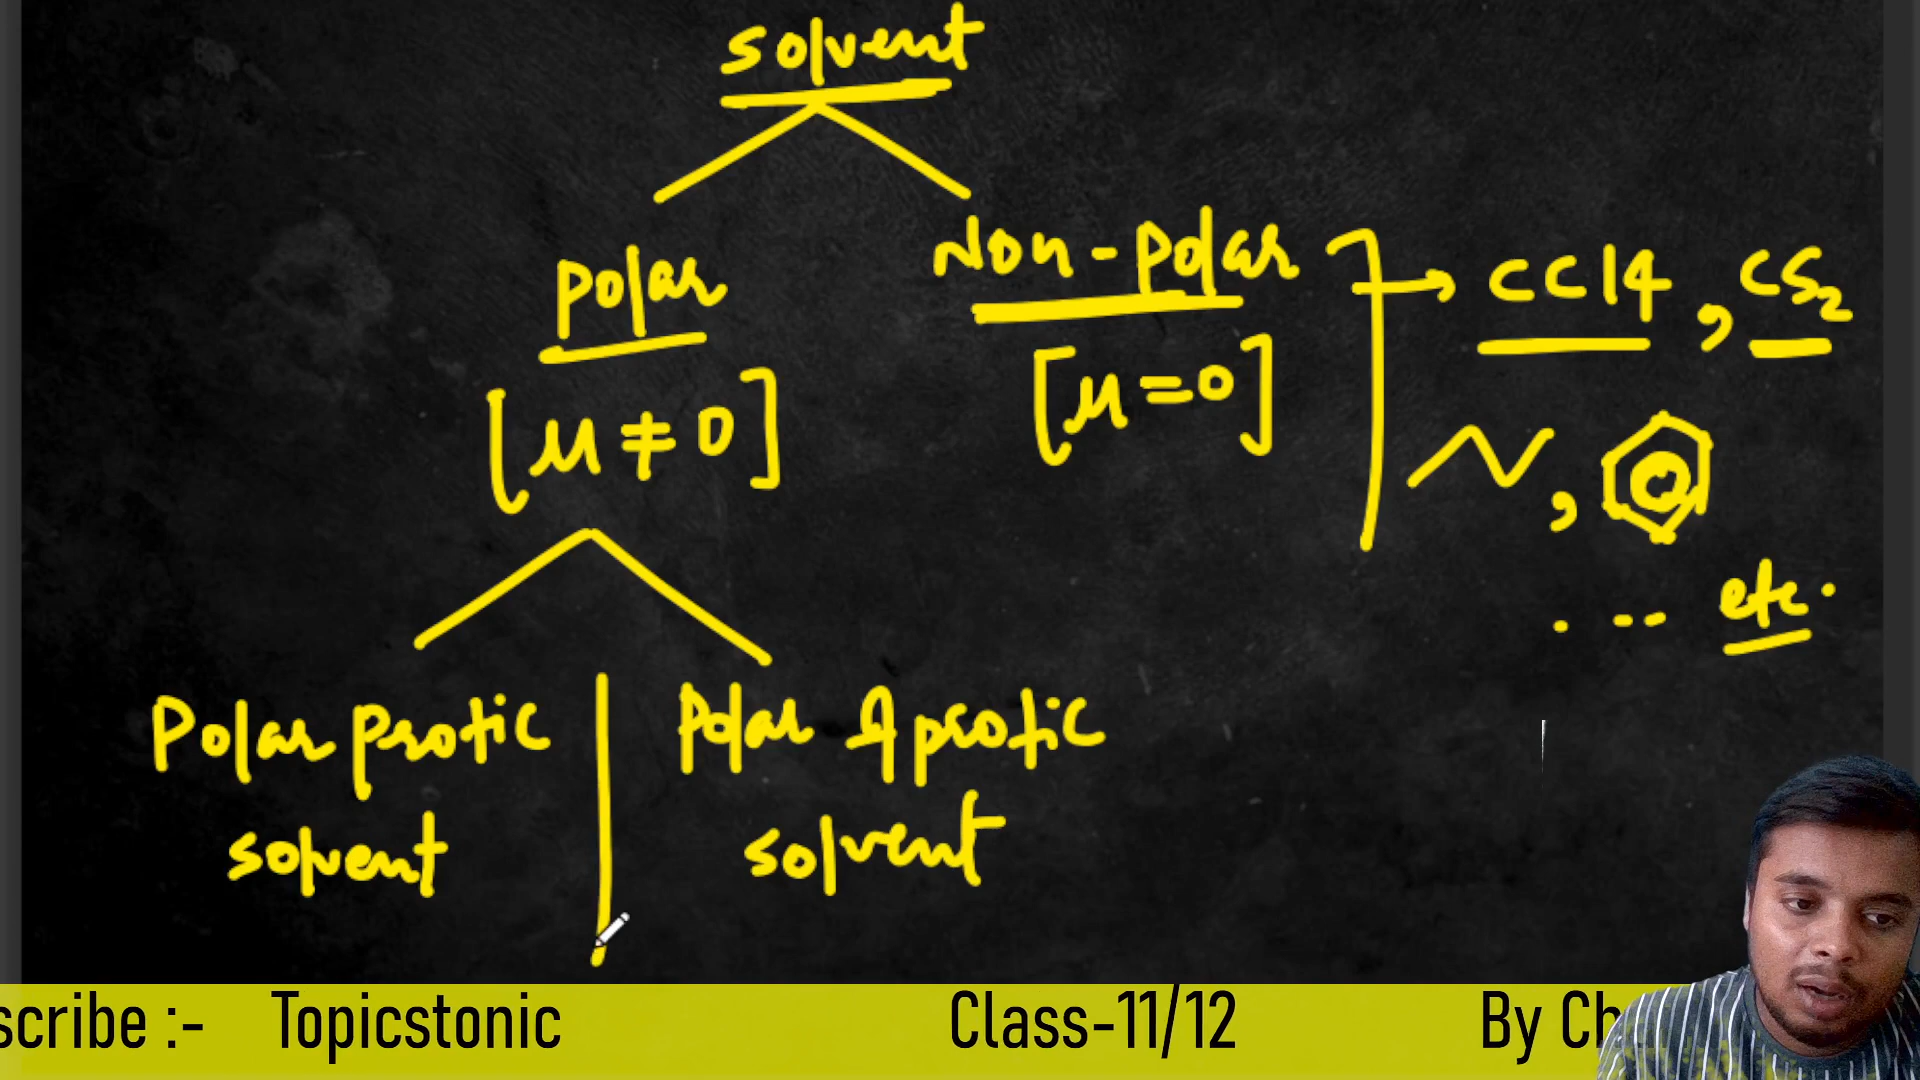 solvent
polar
Non-polar → CCl4, CS2
[μ ≠ 0]
[μ = 0]
,
... etc.
Polar protic
solvent
Polar Aprotic
solvent
scribe :- Topicstonic Class-11/12 By Ch